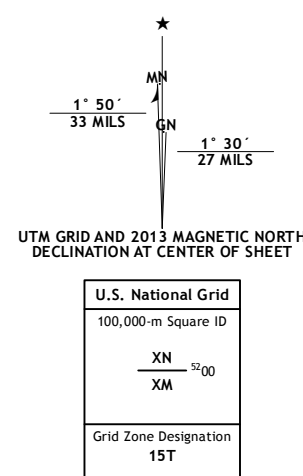 ★
MN
1° 50´
33 MILS
GN
1° 30´
27 MILS
UTM GRID AND 2013 MAGNETIC NORTH
DECLINATION AT CENTER OF SHEET
U.S. National Grid
100,000-m Square ID
XN
5200
XM
Grid Zone Designation
15T